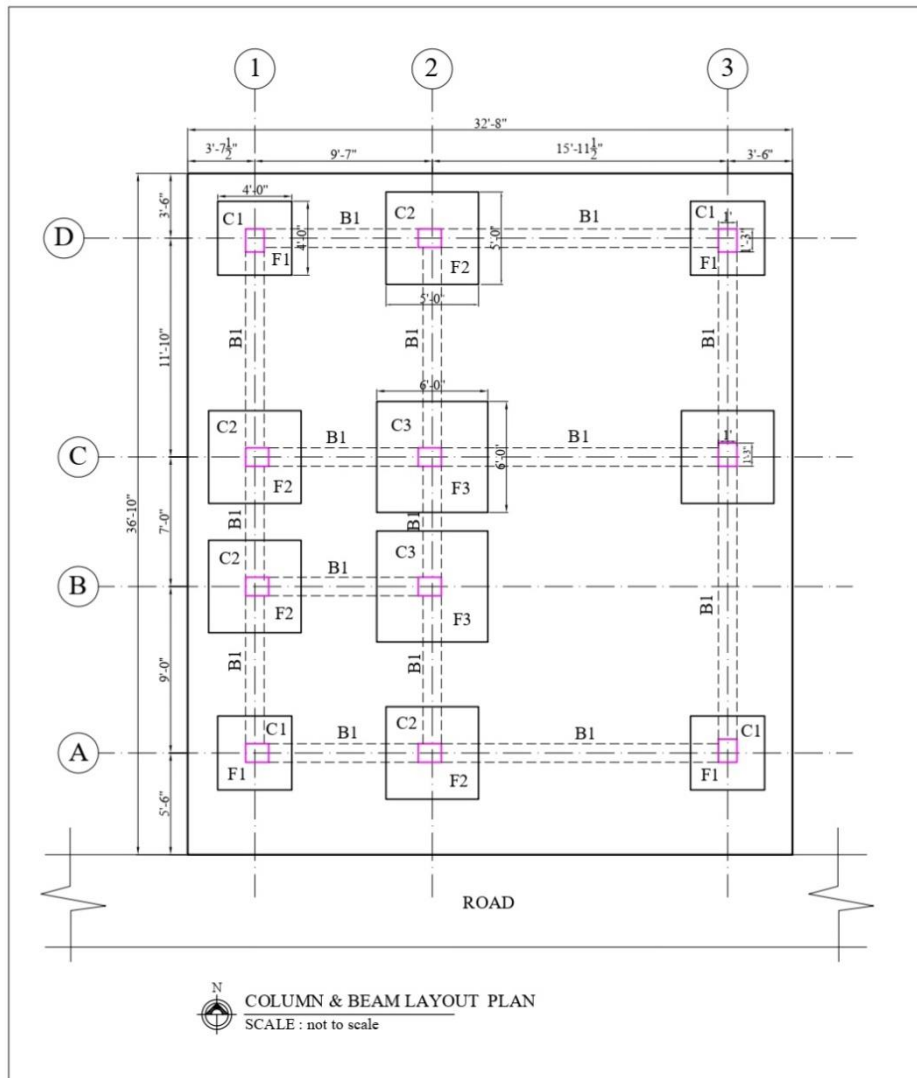 1 2 3
32'-8"
3'-7½" 9'-7" 15'-11½" 3'-6"
4'-0" 3'-6"
C1 B1 C2 B1 C1 1'
D 4'-0" 5'-0" 1'-3"
F1 F2 F1
5'-0"
11'-10" B1 B1 B1
6'-0"
C2 B1 C3 B1 1'
C 6'-0" 1'-3"
F2 F3
36'-10" 7'-0" B1 B1
C2 B1 C3
B B1
F2 F3
9'-0" B1 B1
C1 B1 C2 B1 C1
A
F1 F2 F1
5'-6"
ROAD
N
COLUMN & BEAM LAYOUT PLAN
SCALE : not to scale